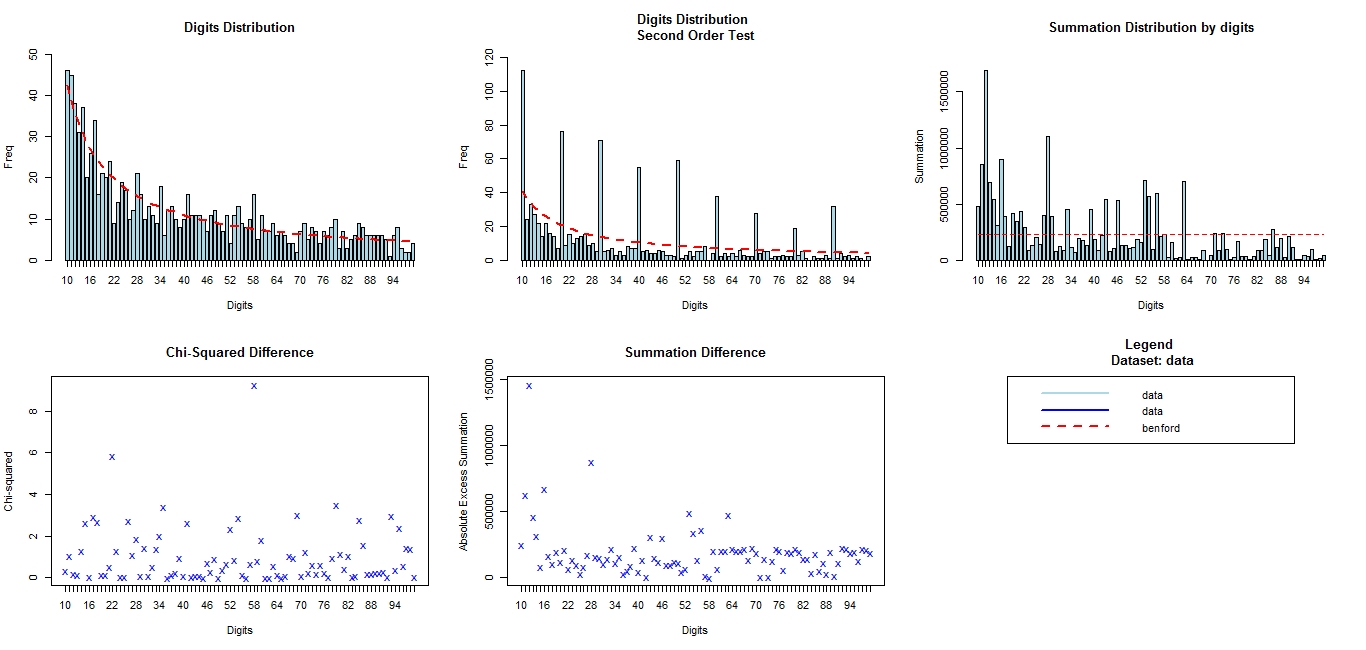 Digits Distribution
50
40
30
20
10
0
Freq
10 16 22 28 34 40 46 52 58 64 70 76 82 88 94
Digits
Digits Distribution
Second Order Test
120
100
80
60
40
20
0
Freq
10 16 22 28 34 40 46 52 58 64 70 76 82 88 94
Digits
Summation Distribution by digits
1500000
1000000
500000
0
Summation
10 16 22 28 34 40 46 52 58 64 70 76 82 88 94
Digits
Chi-Squared Difference
8
6
4
2
0
Chi-squared
10 16 22 28 34 40 46 52 58 64 70 76 82 88 94
Digits
Summation Difference
1500000
1000000
500000
0
Absolute Excess Summation
10 16 22 28 34 40 46 52 58 64 70 76 82 88 94
Digits
Legend
Dataset: data
data
data
benford